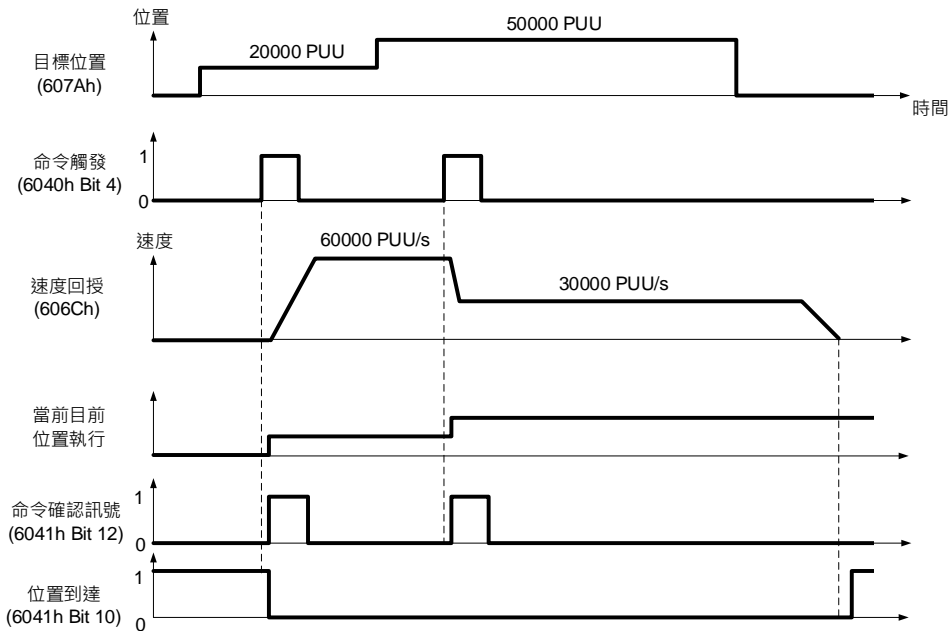 位置
50000 PUU
20000 PUU
目標位置
(607Ah)
時間
命令觸發
(6040h Bit 4)
1
0
速度
60000 PUU/s
速度回授
(606Ch)
30000 PUU/s
當前目前
位置執行
命令確認訊號
(6041h Bit 12)
1
0
位置到達
(6041h Bit 10)
1
0